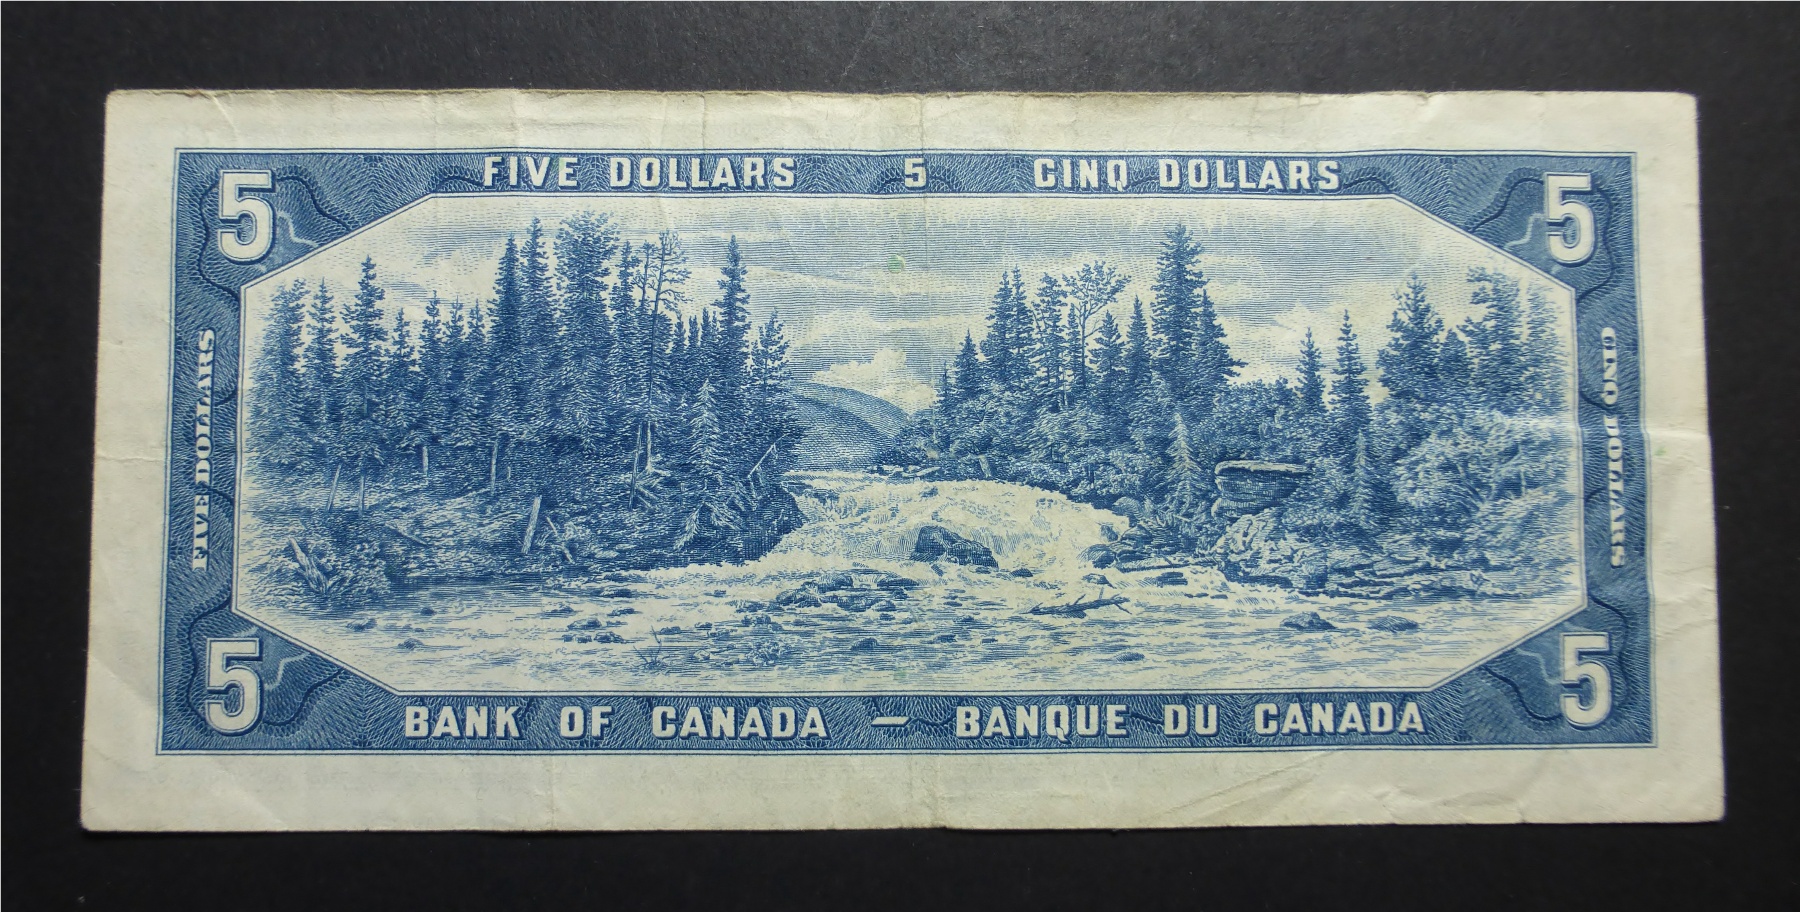 FIVE DOLLARS 5 CINQ DOLLARS
5 5
FIVE DOLLARS
CINQ DOLLARS
5 5
BANK OF CANADA — BANQUE DU CANADA